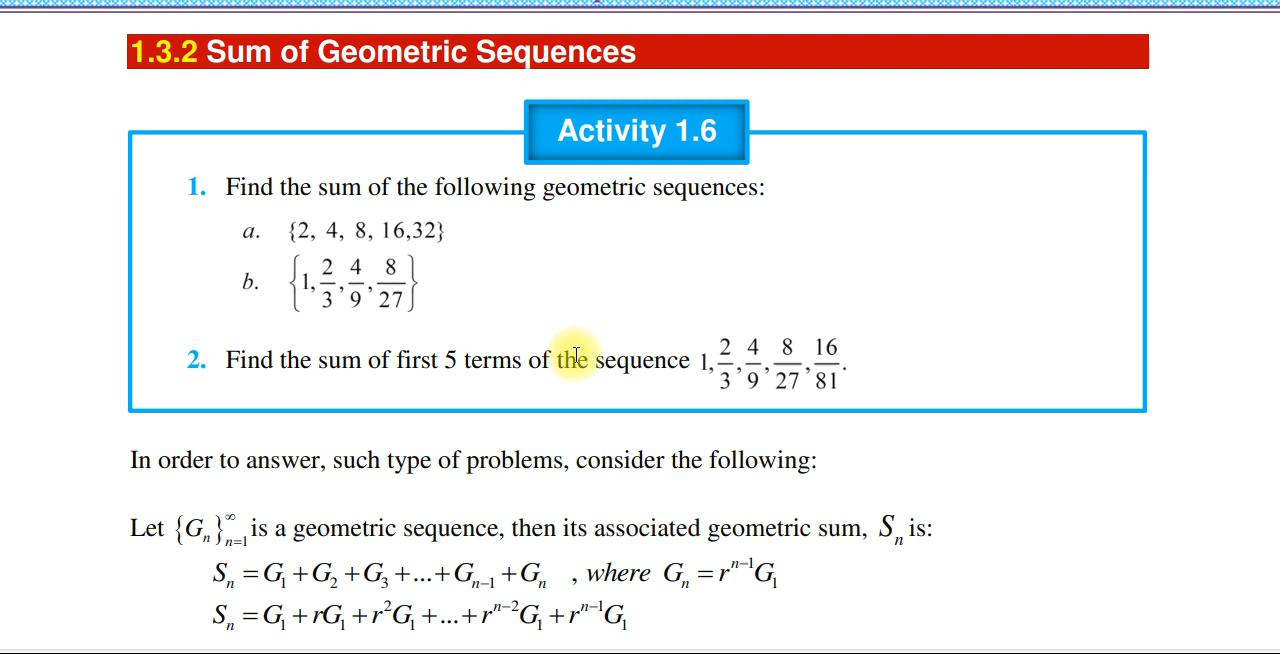 1.3.2 Sum of Geometric Sequences
Activity 1.6
1. Find the sum of the following geometric sequences:
a. {2, 4, 8, 16,32}
b. {1, 2/3, 4/9, 8/27}
2. Find the sum of first 5 terms of the sequence 1, 2/3, 4/9, 8/27, 16/81.
In order to answer, such type of problems, consider the following:
Let {Gₙ}ₙ₌₁^∞ is a geometric sequence, then its associated geometric sum, Sₙ is:
Sₙ = G₁ + G₂ + G₃ + ... + Gₙ₋₁ + Gₙ , where Gₙ = rⁿ⁻¹G₁
Sₙ = G₁ + rG₁ + r²G₁ + ... + rⁿ⁻²G₁ + rⁿ⁻¹G₁